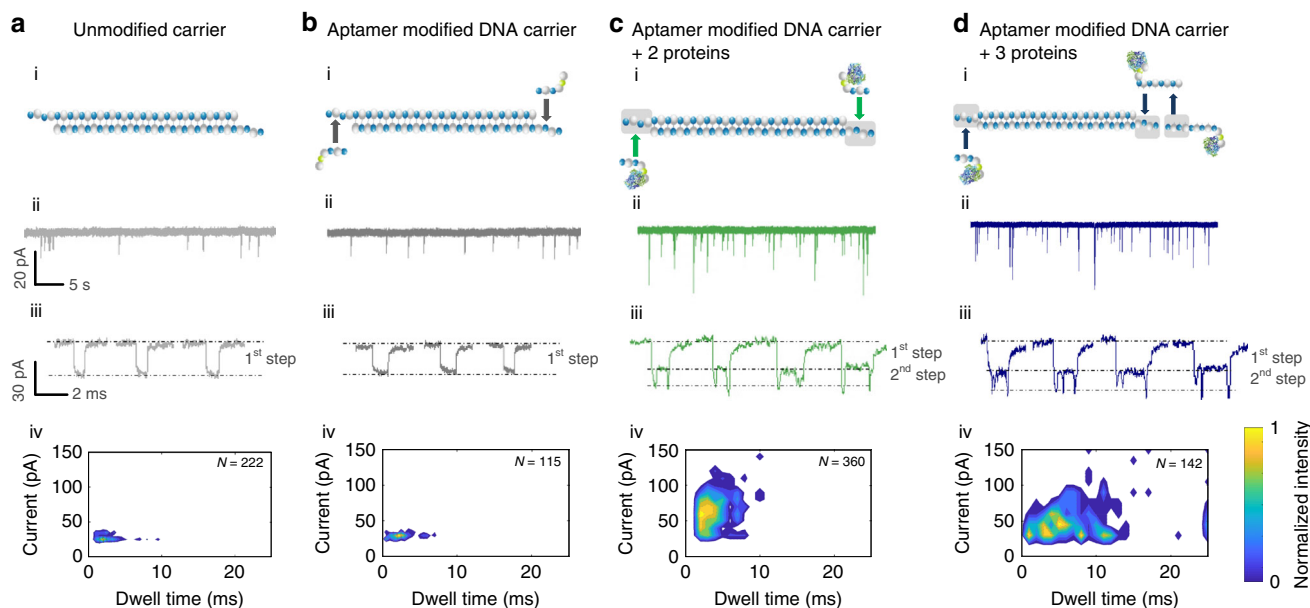 a Unmodified carrier
b Aptamer modified DNA carrier
c Aptamer modified DNA carrier
+ 2 proteins
d Aptamer modified DNA carrier
+ 3 proteins
i
i
i
i
ii
ii
ii
ii
20 pA
5 s
iii
iii
iii
iii
1st step
1st step
1st step
2nd step
1st step
2nd step
30 pA
2 ms
iv
iv
iv
iv
Current (pA)
150
100
50
0
N = 222
0 10 20
Dwell time (ms)
Current (pA)
150
100
50
0
N = 115
0 10 20
Dwell time (ms)
Current (pA)
150
100
50
0
N = 360
0 10 20
Dwell time (ms)
Current (pA)
150
100
50
0
N = 142
0 10 20
Dwell time (ms)
1
0
Normalized intensity